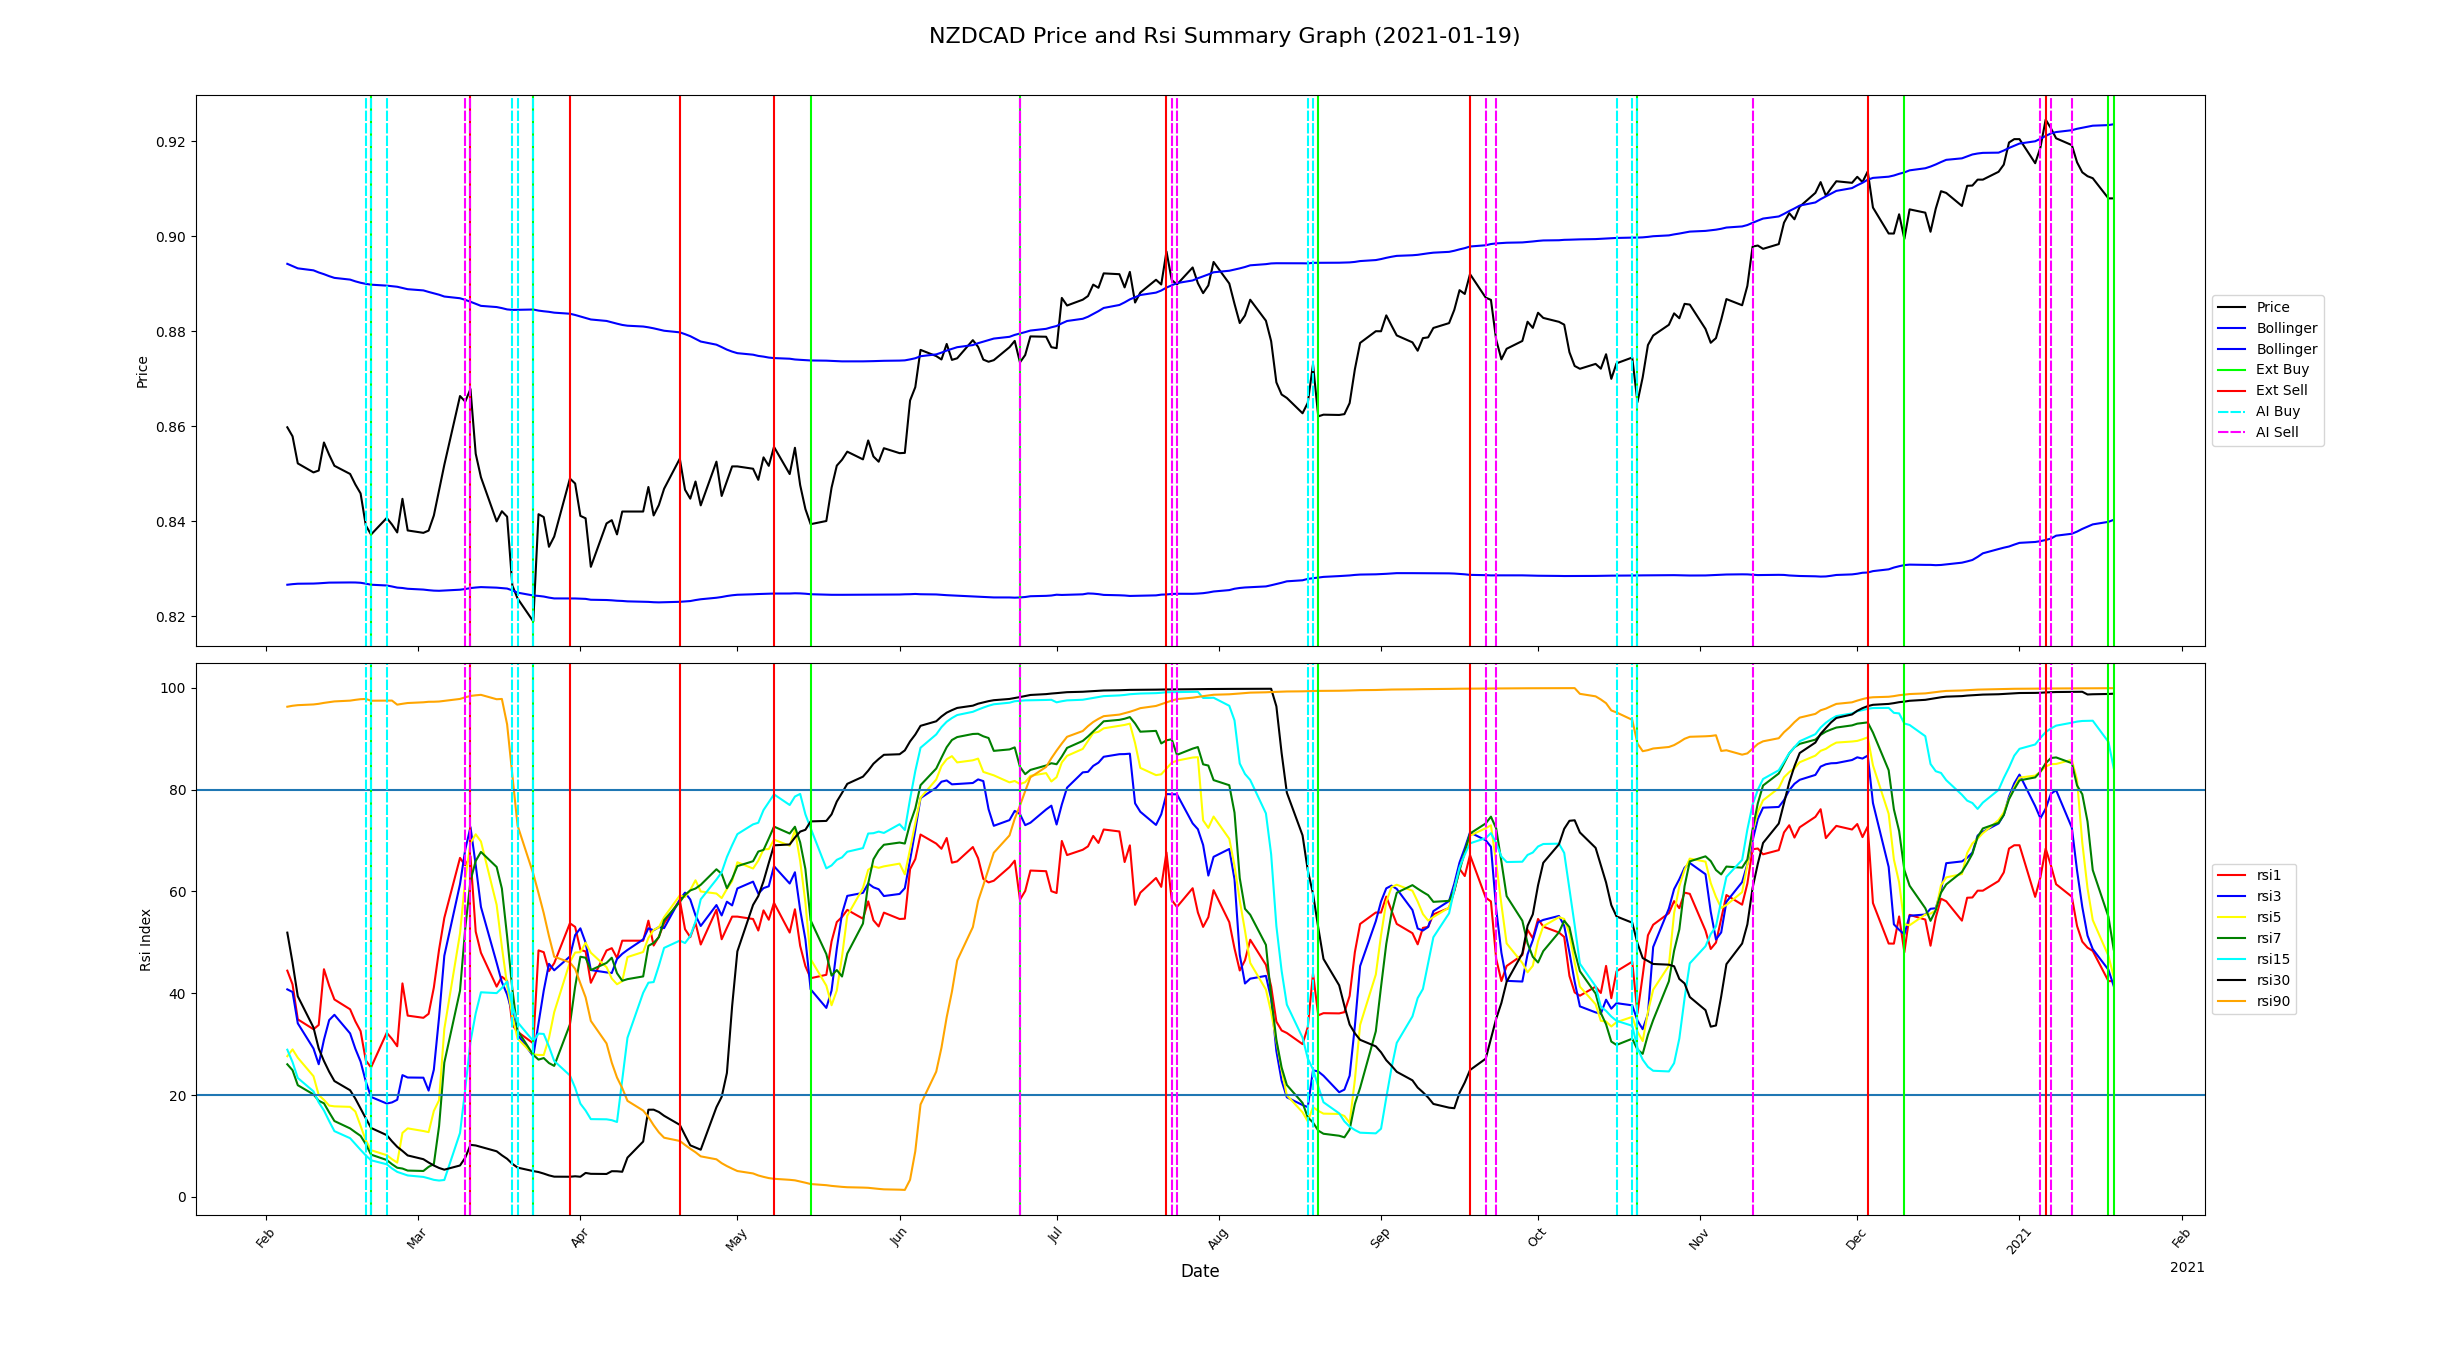 NZDCAD Price and Rsi Summary Graph (2021-01-19)
0.92
0.90
0.88
0.86
0.84
0.82
Price
Price
Bollinger
Bollinger
Ext Buy
Ext Sell
AI Buy
AI Sell
100
80
60
40
20
0
Rsi Index
rsi1
rsi3
rsi5
rsi7
rsi15
rsi30
rsi90
Feb
Mar
Apr
May
Jun
Jul
Aug
Sep
Oct
Nov
Dec
2021
Feb
Date
2021